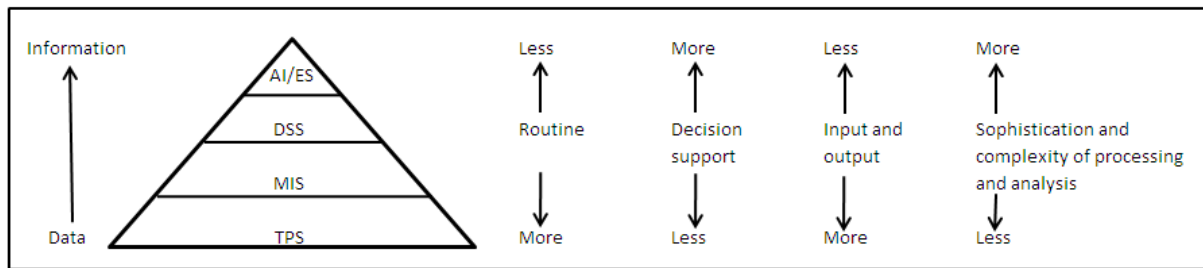 Information
AI/ES
DSS
MIS
TPS
Data
Less
Routine
More
More
Decision
support
Less
Less
Input and
output
More
More
Sophistication and
complexity of processing
and analysis
Less